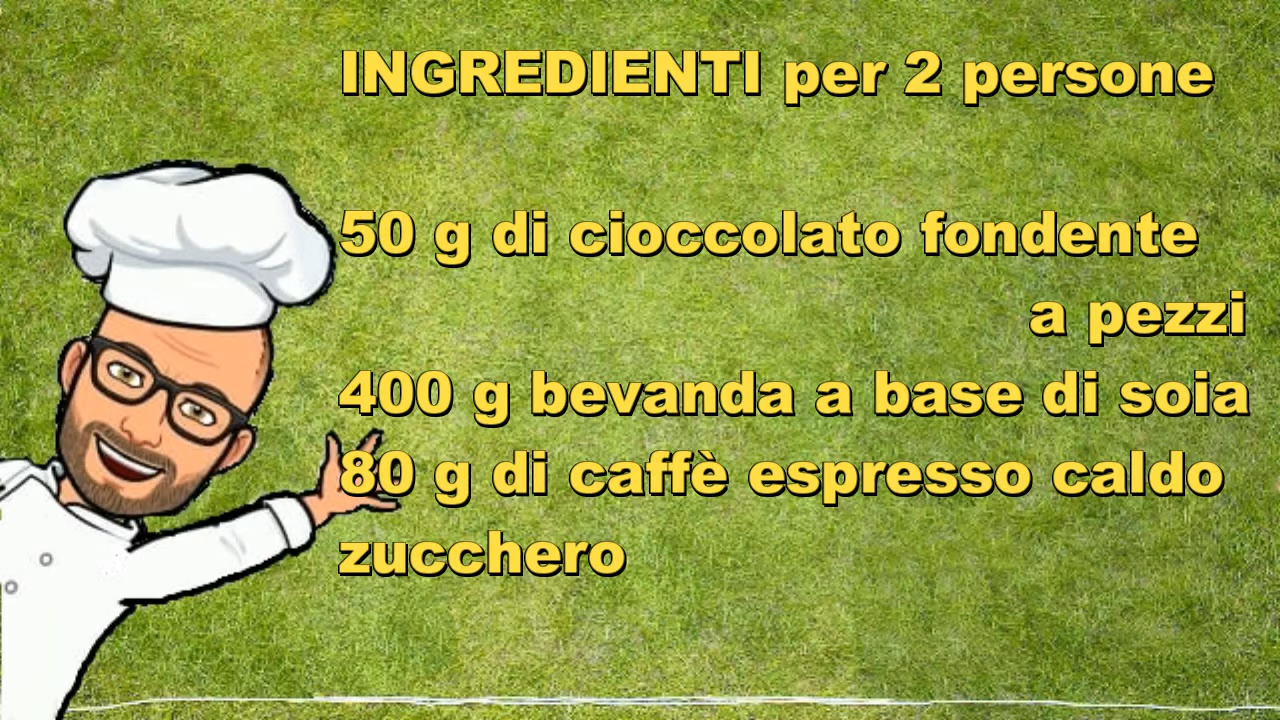 INGREDIENTI per 2 persone
50 g di cioccolato fondente
a pezzi
400 g bevanda a base di soia
80 g di caffè espresso caldo
zucchero